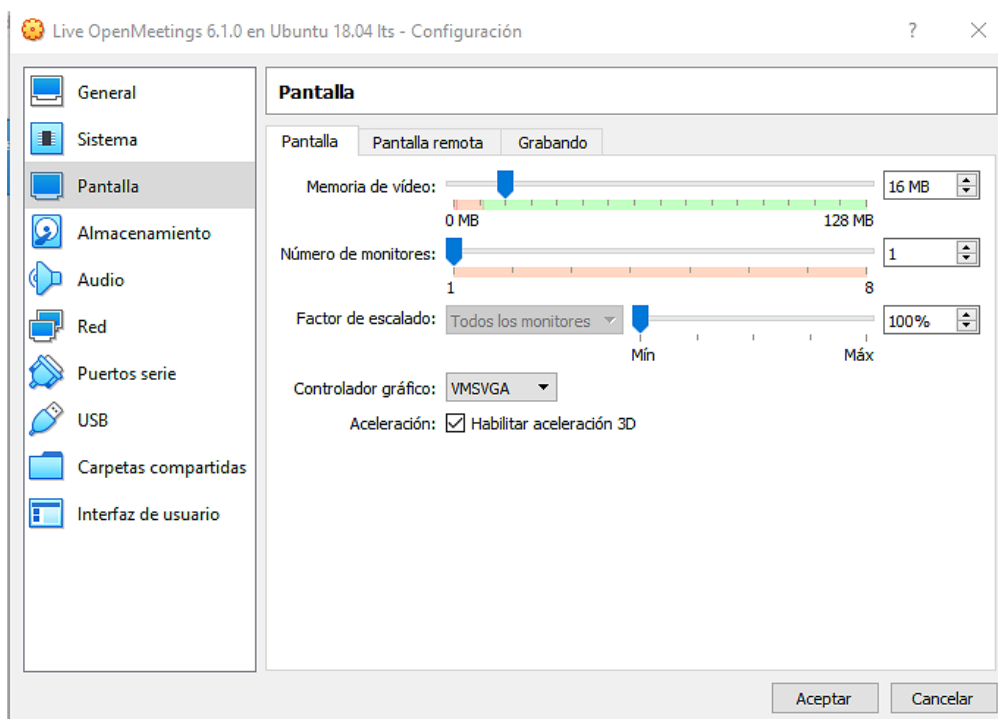 Live OpenMeetings 6.1.0 en Ubuntu 18.04 lts - Configuración
?
General
Sistema
Pantalla
Almacenamiento
Audio
Red
Puertos serie
USB
Carpetas compartidas
Interfaz de usuario
Pantalla
Pantalla Pantalla remota Grabando
Memoria de vídeo: 16 MB
0 MB 128 MB
Número de monitores: 1
1 8
Factor de escalado: Todos los monitores 100%
Mín Máx
Controlador gráfico: VMSVGA
Aceleración: Habilitar aceleración 3D
Aceptar Cancelar